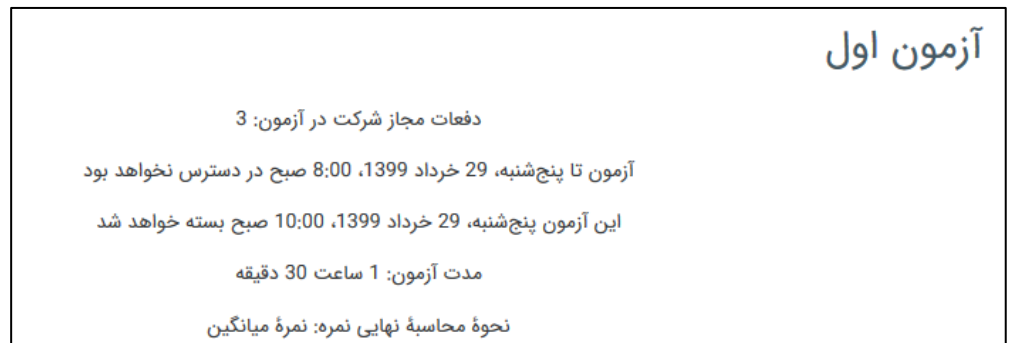 آزمون اول
دفعات مجاز شرکت در آزمون: 3
آزمون تا پنج‌شنبه، 29 خرداد 1399، 8:00 صبح در دسترس نخواهد بود
این آزمون پنج‌شنبه، 29 خرداد 1399، 10:00 صبح بسته خواهد شد
مدت آزمون: 1 ساعت 30 دقیقه
نحوهٔ محاسبهٔ نهایی نمره: نمرهٔ میانگین